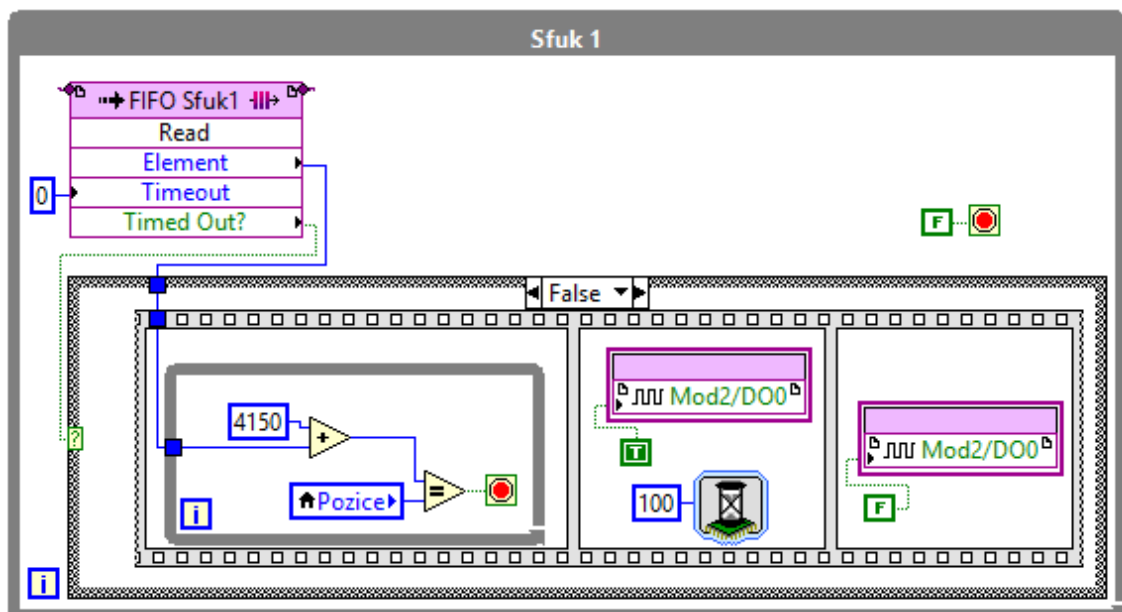 Sfuk 1
FIFO Sfuk1
Read
Element
0
Timeout
Timed Out?
F
False
?
4150
+
Pozice
=
i
Mod2/DO0
T
100
Mod2/DO0
F
i